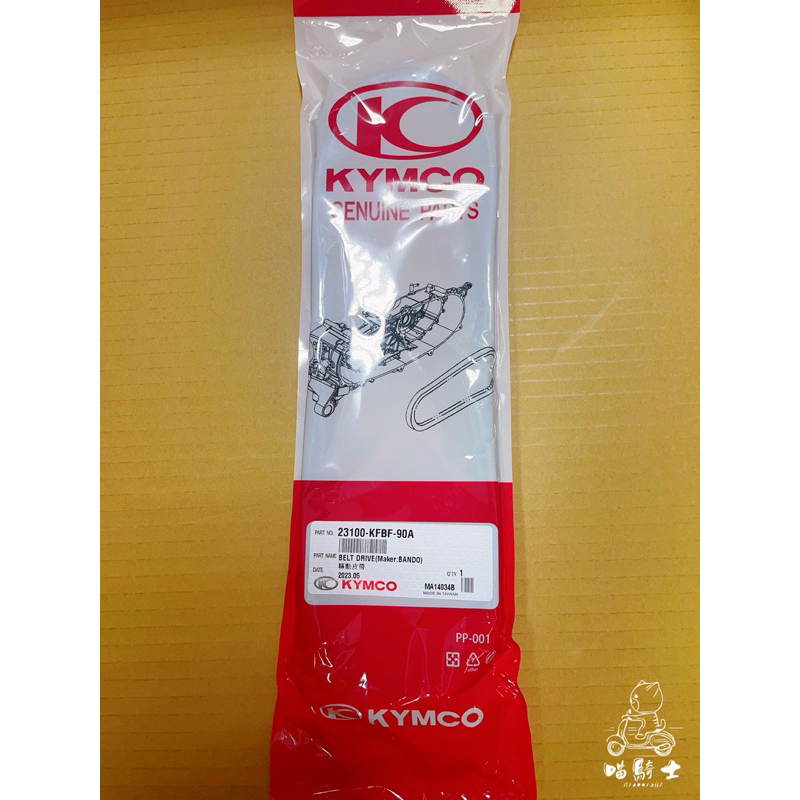 KYMCO
GENUINE PARTS
PART NO. 23100-KFBF-90A
PART NAME BELT DRIVE(Maker:BANDO)
驅動皮帶
DATE 2023.05
Q'TY 1
KYMCO
MA14034B
MADE IN TAIWAN
PP-001
other
KYMCO
喵騎士